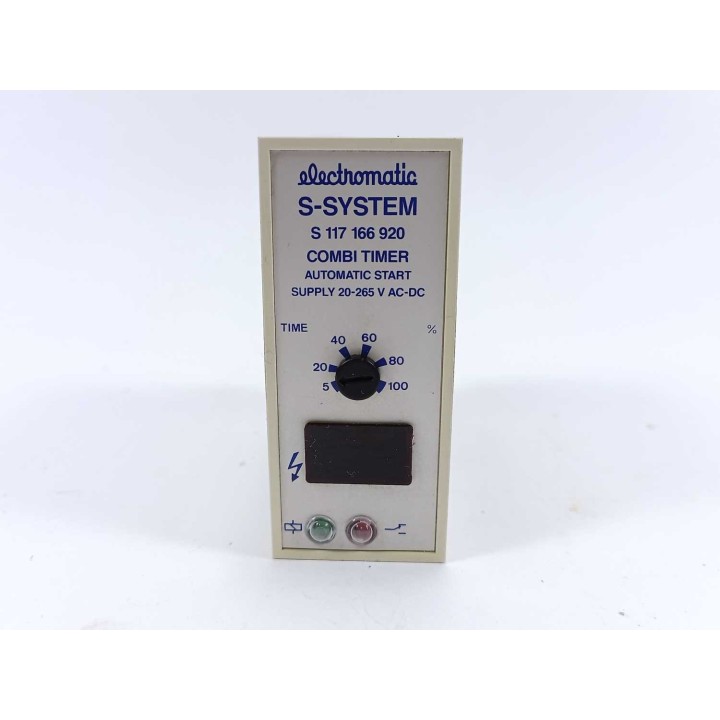 electromatic
S-SYSTEM
S 117 166 920
COMBI TIMER
AUTOMATIC START
SUPPLY 20-265 V AC-DC
TIME %
40 60
20 80
5 100